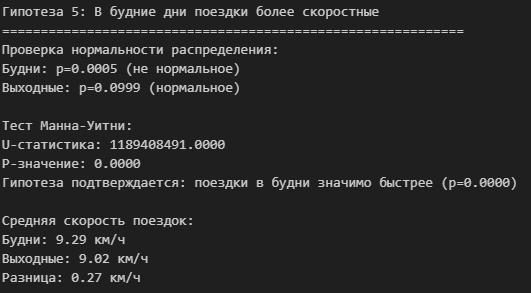 Гипотеза 5: В будние дни поездки более скоростные
============================================================
Проверка нормальности распределения:
Будни: p=0.0005 (не нормальное)
Выходные: p=0.0999 (нормальное)
Тест Манна-Уитни:
U-статистика: 1189408491.0000
P-значение: 0.0000
Гипотеза подтверждается: поездки в будни значимо быстрее (p=0.0000)
Средняя скорость поездок:
Будни: 9.29 км/ч
Выходные: 9.02 км/ч
Разница: 0.27 км/ч